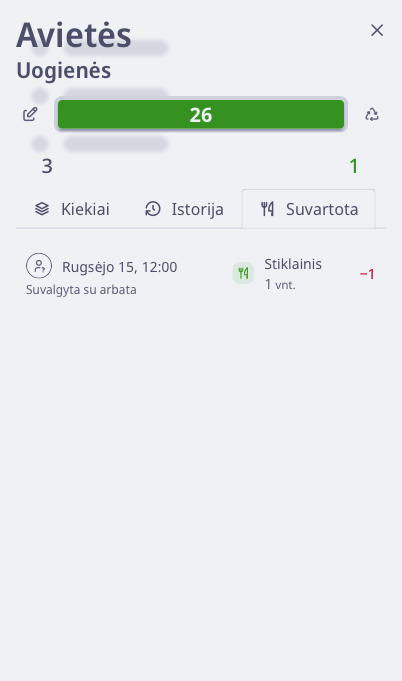 Avietės
Uogienės
26
3 1
Kiekiai Istorija Suvartota
Rugsėjo 15, 12:00 Stiklainis −1
Suvalgyta su arbata 1 vnt.